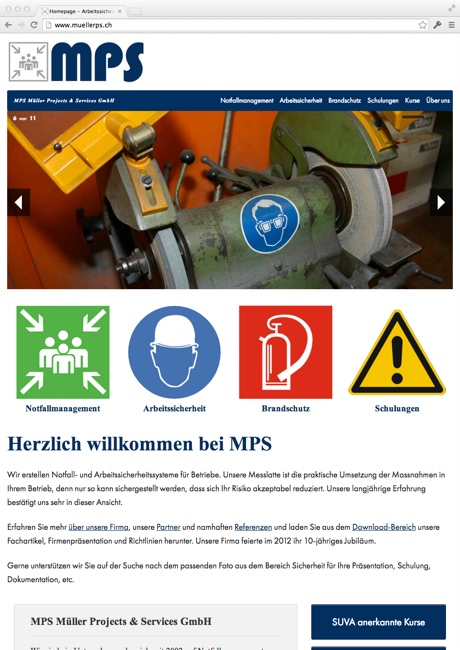 Homepage – Arbeitssicher
www.muellerps.ch
MPS
MPS Müller Projects & Services GmbH
Notfallmanagement Arbeitssicherheit Brandschutz Schulungen Kurse Über uns
6 von 11
Notfallmanagement
Arbeitssicherheit
Brandschutz
Schulungen
Herzlich willkommen bei MPS
Wir erstellen Notfall- und Arbeitssicherheitssysteme für Betriebe. Unsere Messlatte ist die praktische Umsetzung der Massnahmen in
Ihrem Betrieb, denn nur so kann sichergestellt werden, dass sich Ihr Risiko akzeptabel reduziert. Unsere langjährige Erfahrung
bestätigt uns sehr in dieser Ansicht.
Erfahren Sie mehr über unsere Firma, unsere Partner und namhaften Referenzen und laden Sie aus dem Download-Bereich unsere
Fachartikel, Firmenpräsentation und Richtlinien herunter. Unsere Firma feierte im 2012 ihr 10-jähriges Jubiläum.
Gerne unterstützen wir Sie auf der Suche nach dem passenden Foto aus dem Bereich Sicherheit für Ihre Präsentation, Schulung,
Dokumentation, etc.
MPS Müller Projects & Services GmbH
SUVA anerkannte Kurse